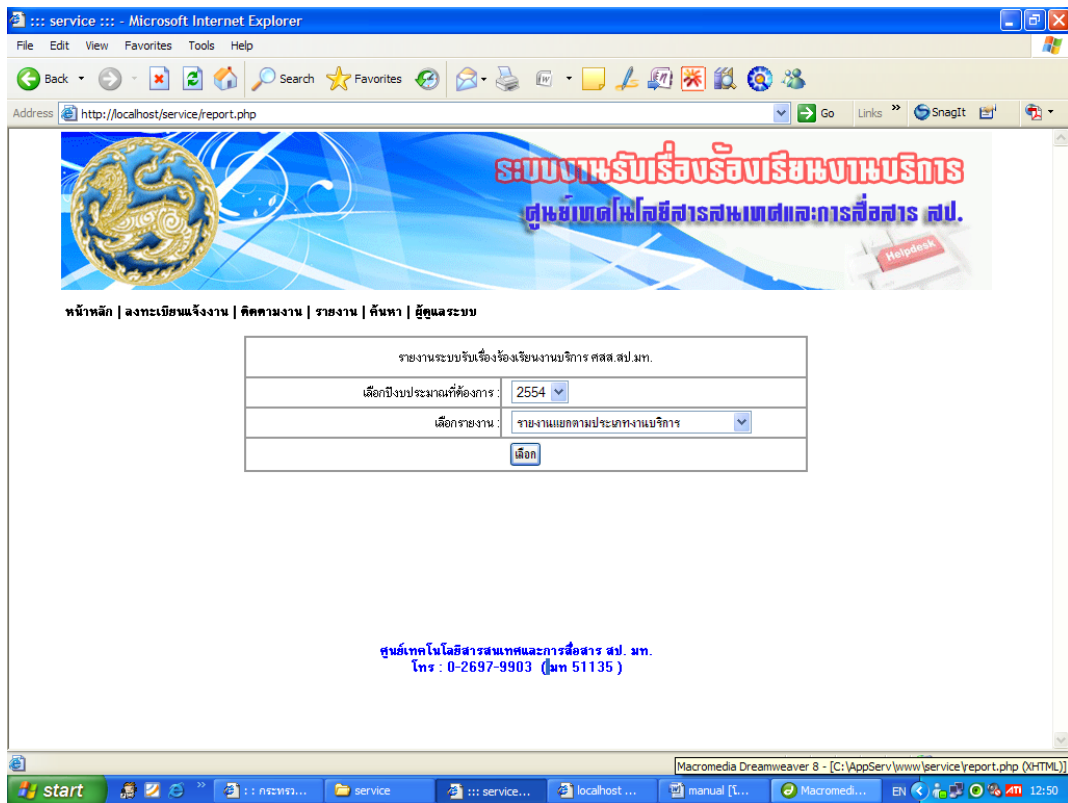 ::: service ::: - Microsoft Internet Explorer
File Edit View Favorites Tools Help
Back Search Favorites
Address http://localhost/service/report.php Go Links » SnagIt
ระบบงานรับเรื่องร้องเรียนงานบริการ
ศูนย์เทคโนโลยีสารสนเทศและการสื่อสาร สป.
Helpdesk
หน้าหลัก | ลงทะเบียนแจ้งงาน | ติดตามงาน | รายงาน | ค้นหา | ผู้ดูแลระบบ
รายงานระบบรับเรื่องร้องเรียนงานบริการ ศสส.สป.มท.
เลือกปีงบประมาณที่ต้องการ : 2554
เลือกรายงาน : รายงานแยกตามประเภทงานบริการ
เลือก
ศูนย์เทคโนโลยีสารสนเทศและการสื่อสาร สป. มท.
โทร : 0-2697-9903 (มท 51135 )
Macromedia Dreamweaver 8 - [C:\AppServ\www\service\report.php (XHTML)]
start » : : กระทรว... service ::: service... localhost ... manual [โ... Macromedi... EN ATI 12:50